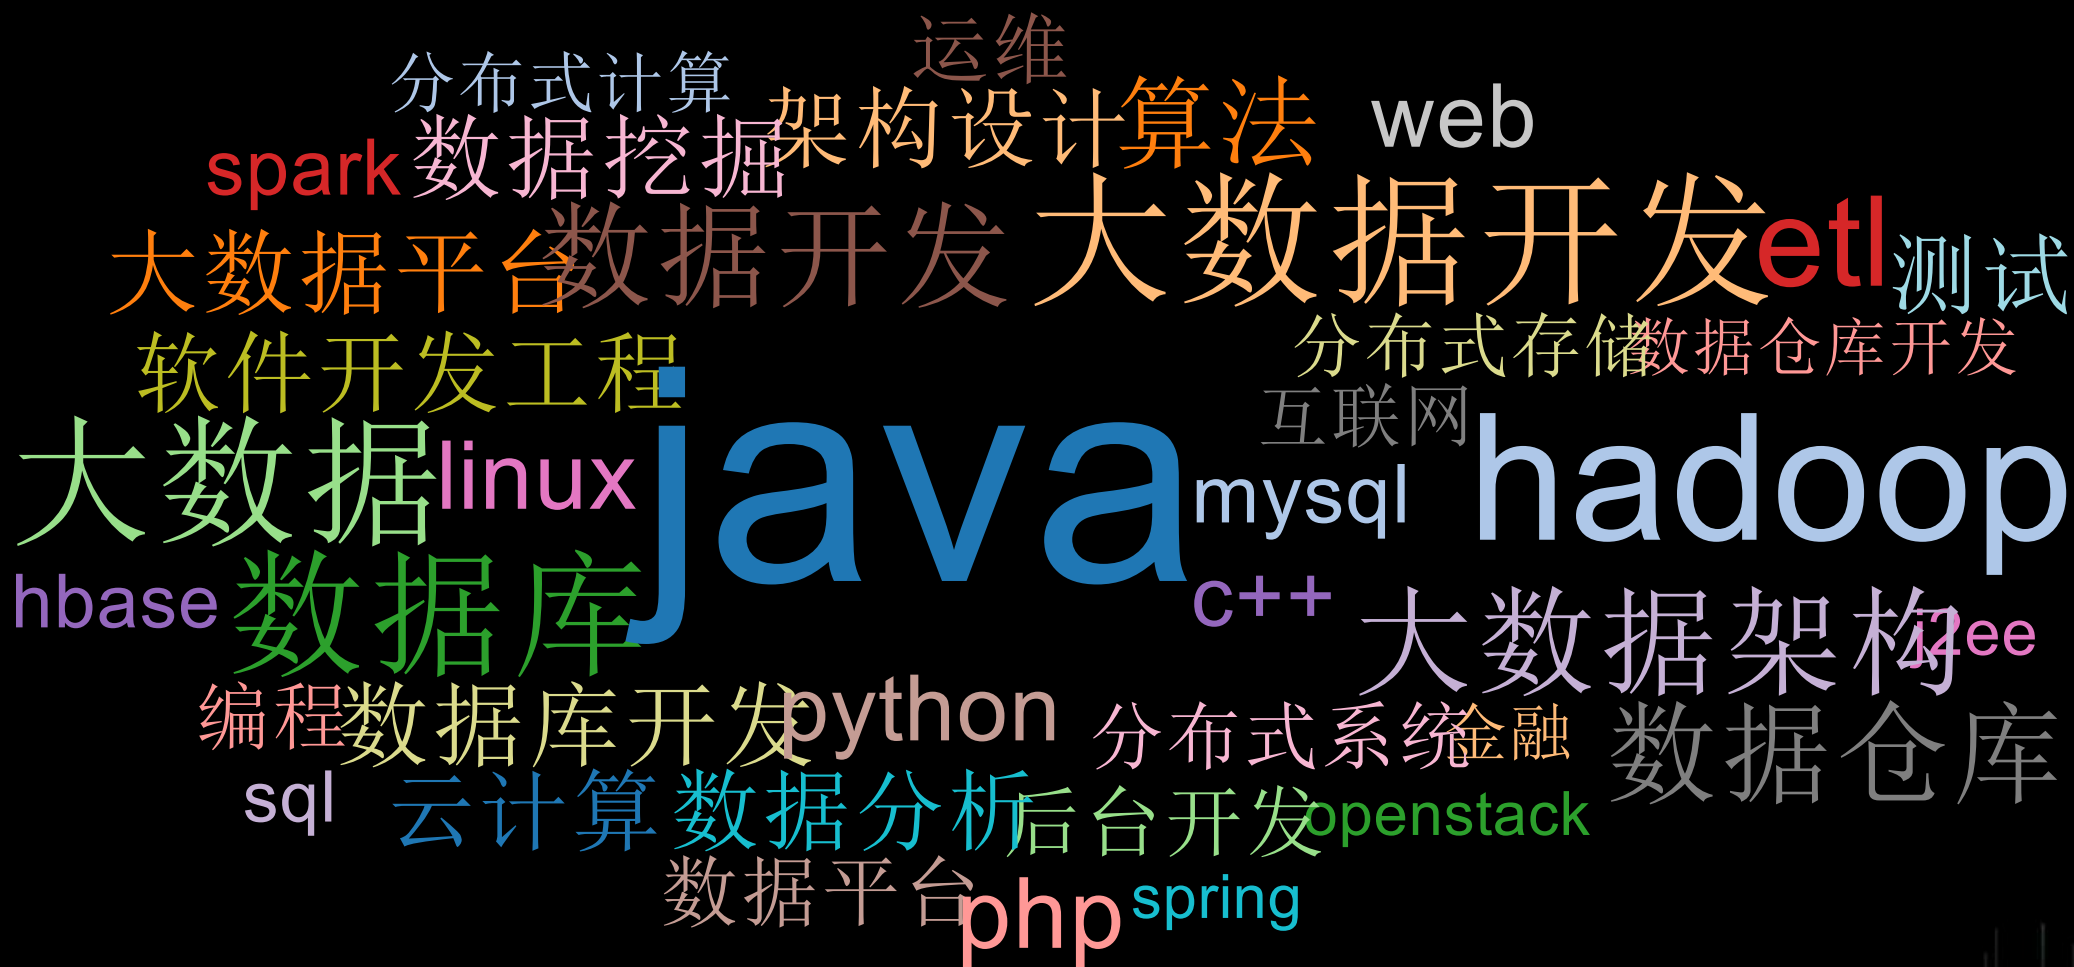 运维
分布式计算
架构设计
算法
web
spark
数据挖掘
大数据平台
数据开发
大数据开发
etl
测试
软件开发工程
分布式存储
数据仓库开发
互联网
java
大数据
linux
mysql
hadoop
hbase
数据库
c++
大数据架构
j2ee
编程
数据库开发
python
分布式系统
金融
数据仓库
sql
云计算
数据分析
后台开发
openstack
数据平台
php
spring